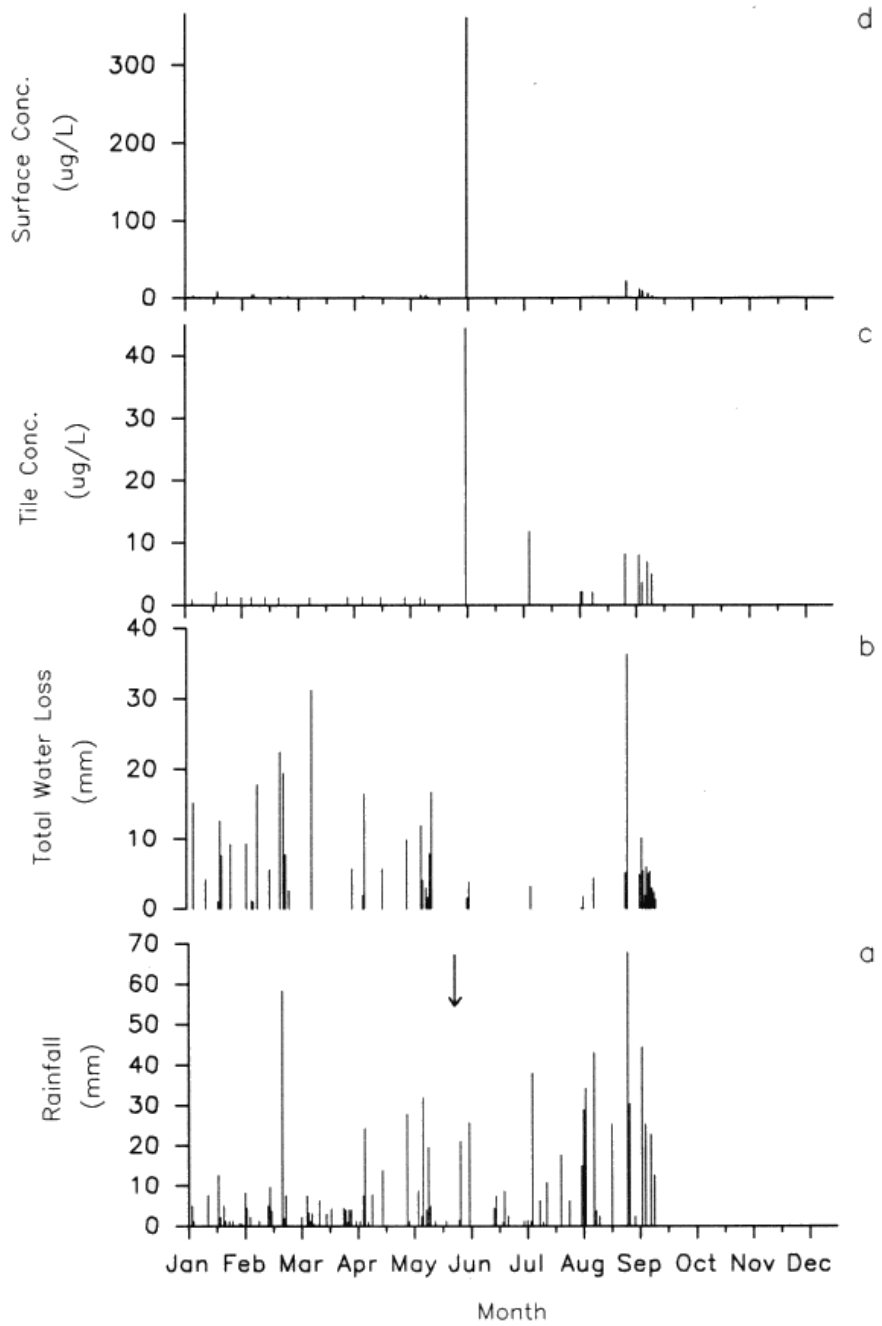 d
300
200
100
0
Surface Conc.
(ug/L)
c
40
30
20
10
0
Tile Conc.
(ug/L)
b
40
30
20
10
0
Total Water Loss
(mm)
a
70
60
50
40
30
20
10
0
Rainfall
(mm)
Jan Feb Mar Apr May Jun Jul Aug Sep Oct Nov Dec
Month